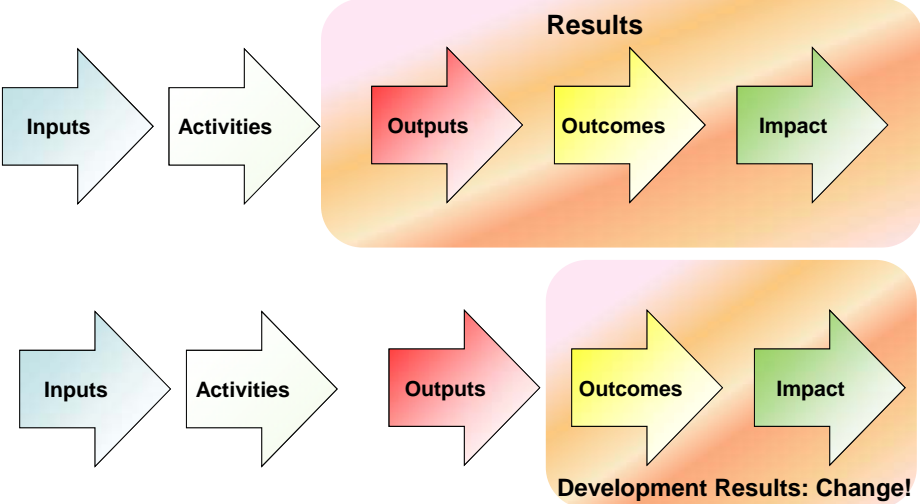 Results
Inputs
Activities
Outputs
Outcomes
Impact
Inputs
Activities
Outputs
Outcomes
Impact
Development Results: Change!